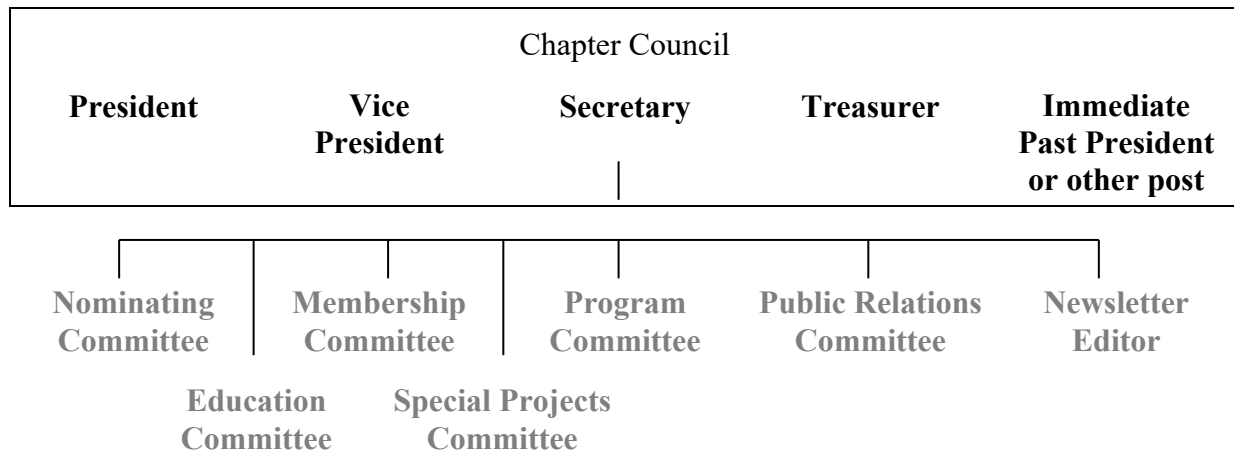 Chapter Council
President
Vice
President
Secretary
Treasurer
Immediate
Past President
or other post
Nominating
Committee
Membership
Committee
Program
Committee
Public Relations
Committee
Newsletter
Editor
Education
Committee
Special Projects
Committee